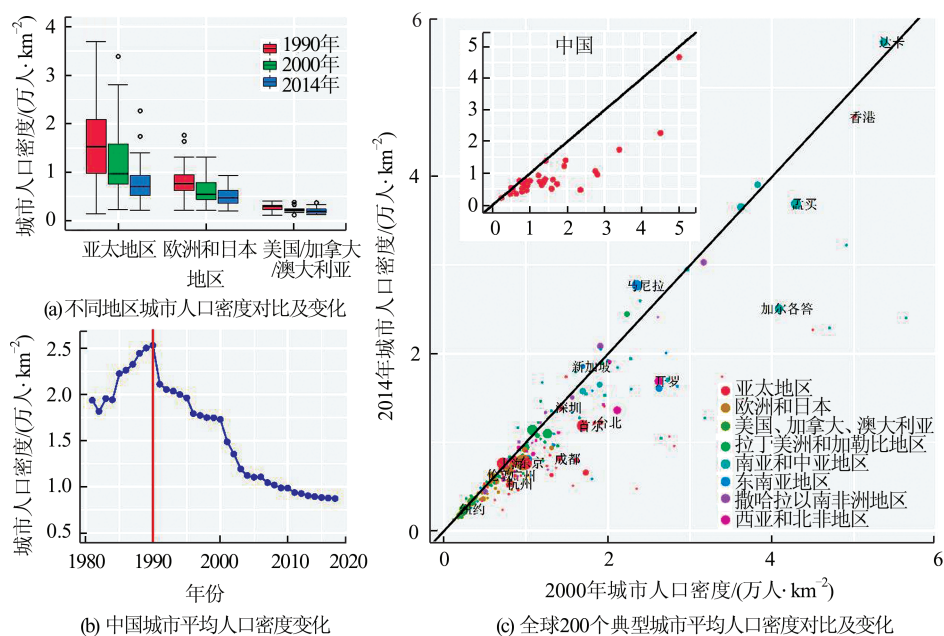 城市人口密度/(万人·km⁻²)
4
3
2
1
0
1990年
2000年
2014年
亚太地区
欧洲和日本
美国/加拿大
/澳大利亚
地区
(a) 不同地区城市人口密度对比及变化
城市人口密度/(万人·km⁻²)
2.5
2.0
1.5
1.0
0.5
1980
1990
2000
2010
2020
年份
(b) 中国城市平均人口密度变化
2014年城市人口密度/(万人·km⁻²)
6
4
2
0
中国
5
4
3
2
1
0
0 1 2 3 4 5
达卡
香港
孟买
马尼拉
加尔各答
新加坡
开罗
深圳
首尔
台北
成都
杭州
纽约
亚太地区
欧洲和日本
美国、加拿大、澳大利亚
拉丁美洲和加勒比地区
南亚和中亚地区
东南亚地区
撒哈拉以南非洲地区
西亚和北非地区
0
2
4
6
2000年城市人口密度/(万人·km⁻²)
(c) 全球200个典型城市平均人口密度对比及变化